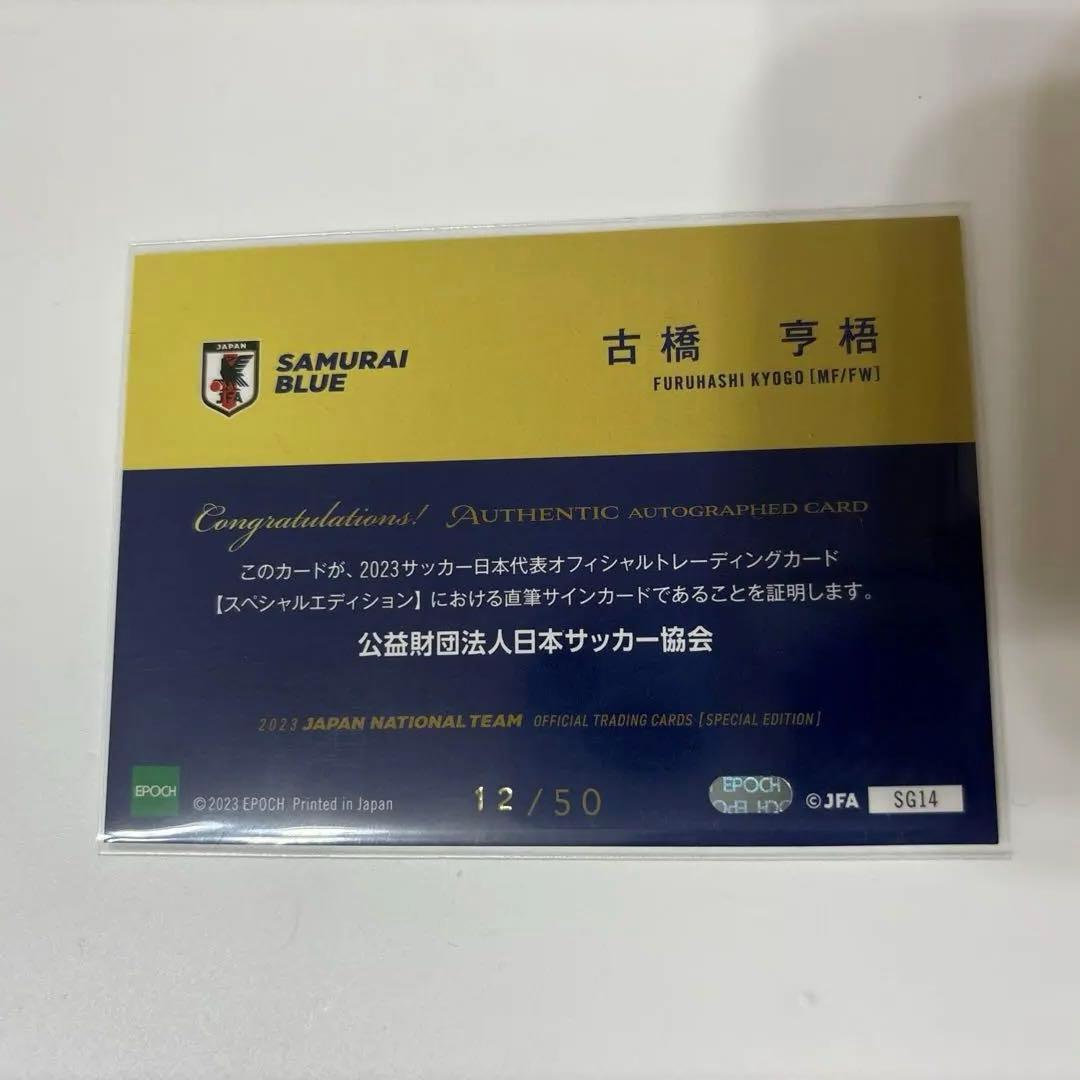 JAPAN
JFA
SAMURAI
BLUE
古橋 亨梧
FURUHASHI KYOGO [MF/FW]
Congratulations! AUTHENTIC AUTOGRAPHED CARD
このカードが、2023サッカー日本代表オフィシャルトレーディングカード
【スペシャルエディション】における直筆サインカードであることを証明します。
公益財団法人日本サッカー協会
2023 JAPAN NATIONAL TEAM OFFICIAL TRADING CARDS [SPECIAL EDITION]
EPOCH ©2023 EPOCH Printed in Japan 12/50 EPOCH ©JFA SG14